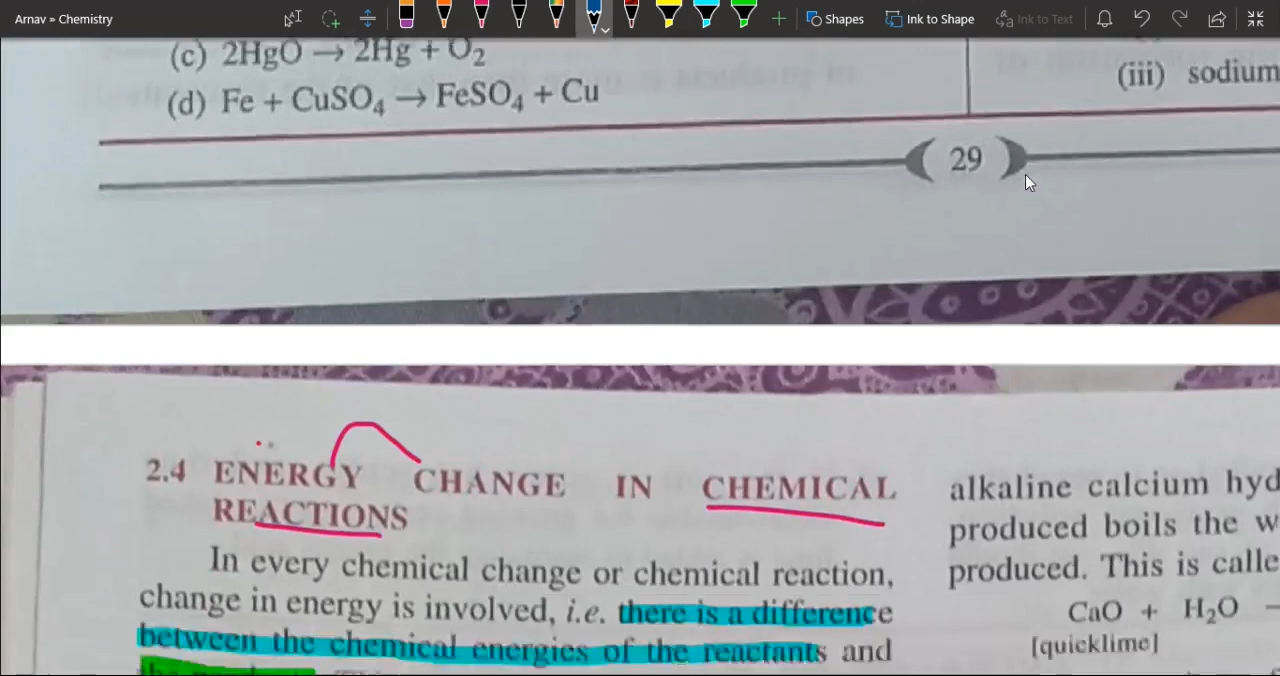 Arnav » Chemistry
Shapes
Ink to Shape
Ink to Text
(c) 2HgO → 2Hg + O₂
(d) Fe + CuSO₄ → FeSO₄ + Cu
(iii) sodium
29
2.4 ENERGY CHANGE IN CHEMICAL
REACTIONS
In every chemical change or chemical reaction,
change in energy is involved, i.e. there is a difference
between the chemical energies of the reactants and
alkaline calcium hyd
produced boils the w
produced. This is calle
CaO + H₂O
[quicklime]